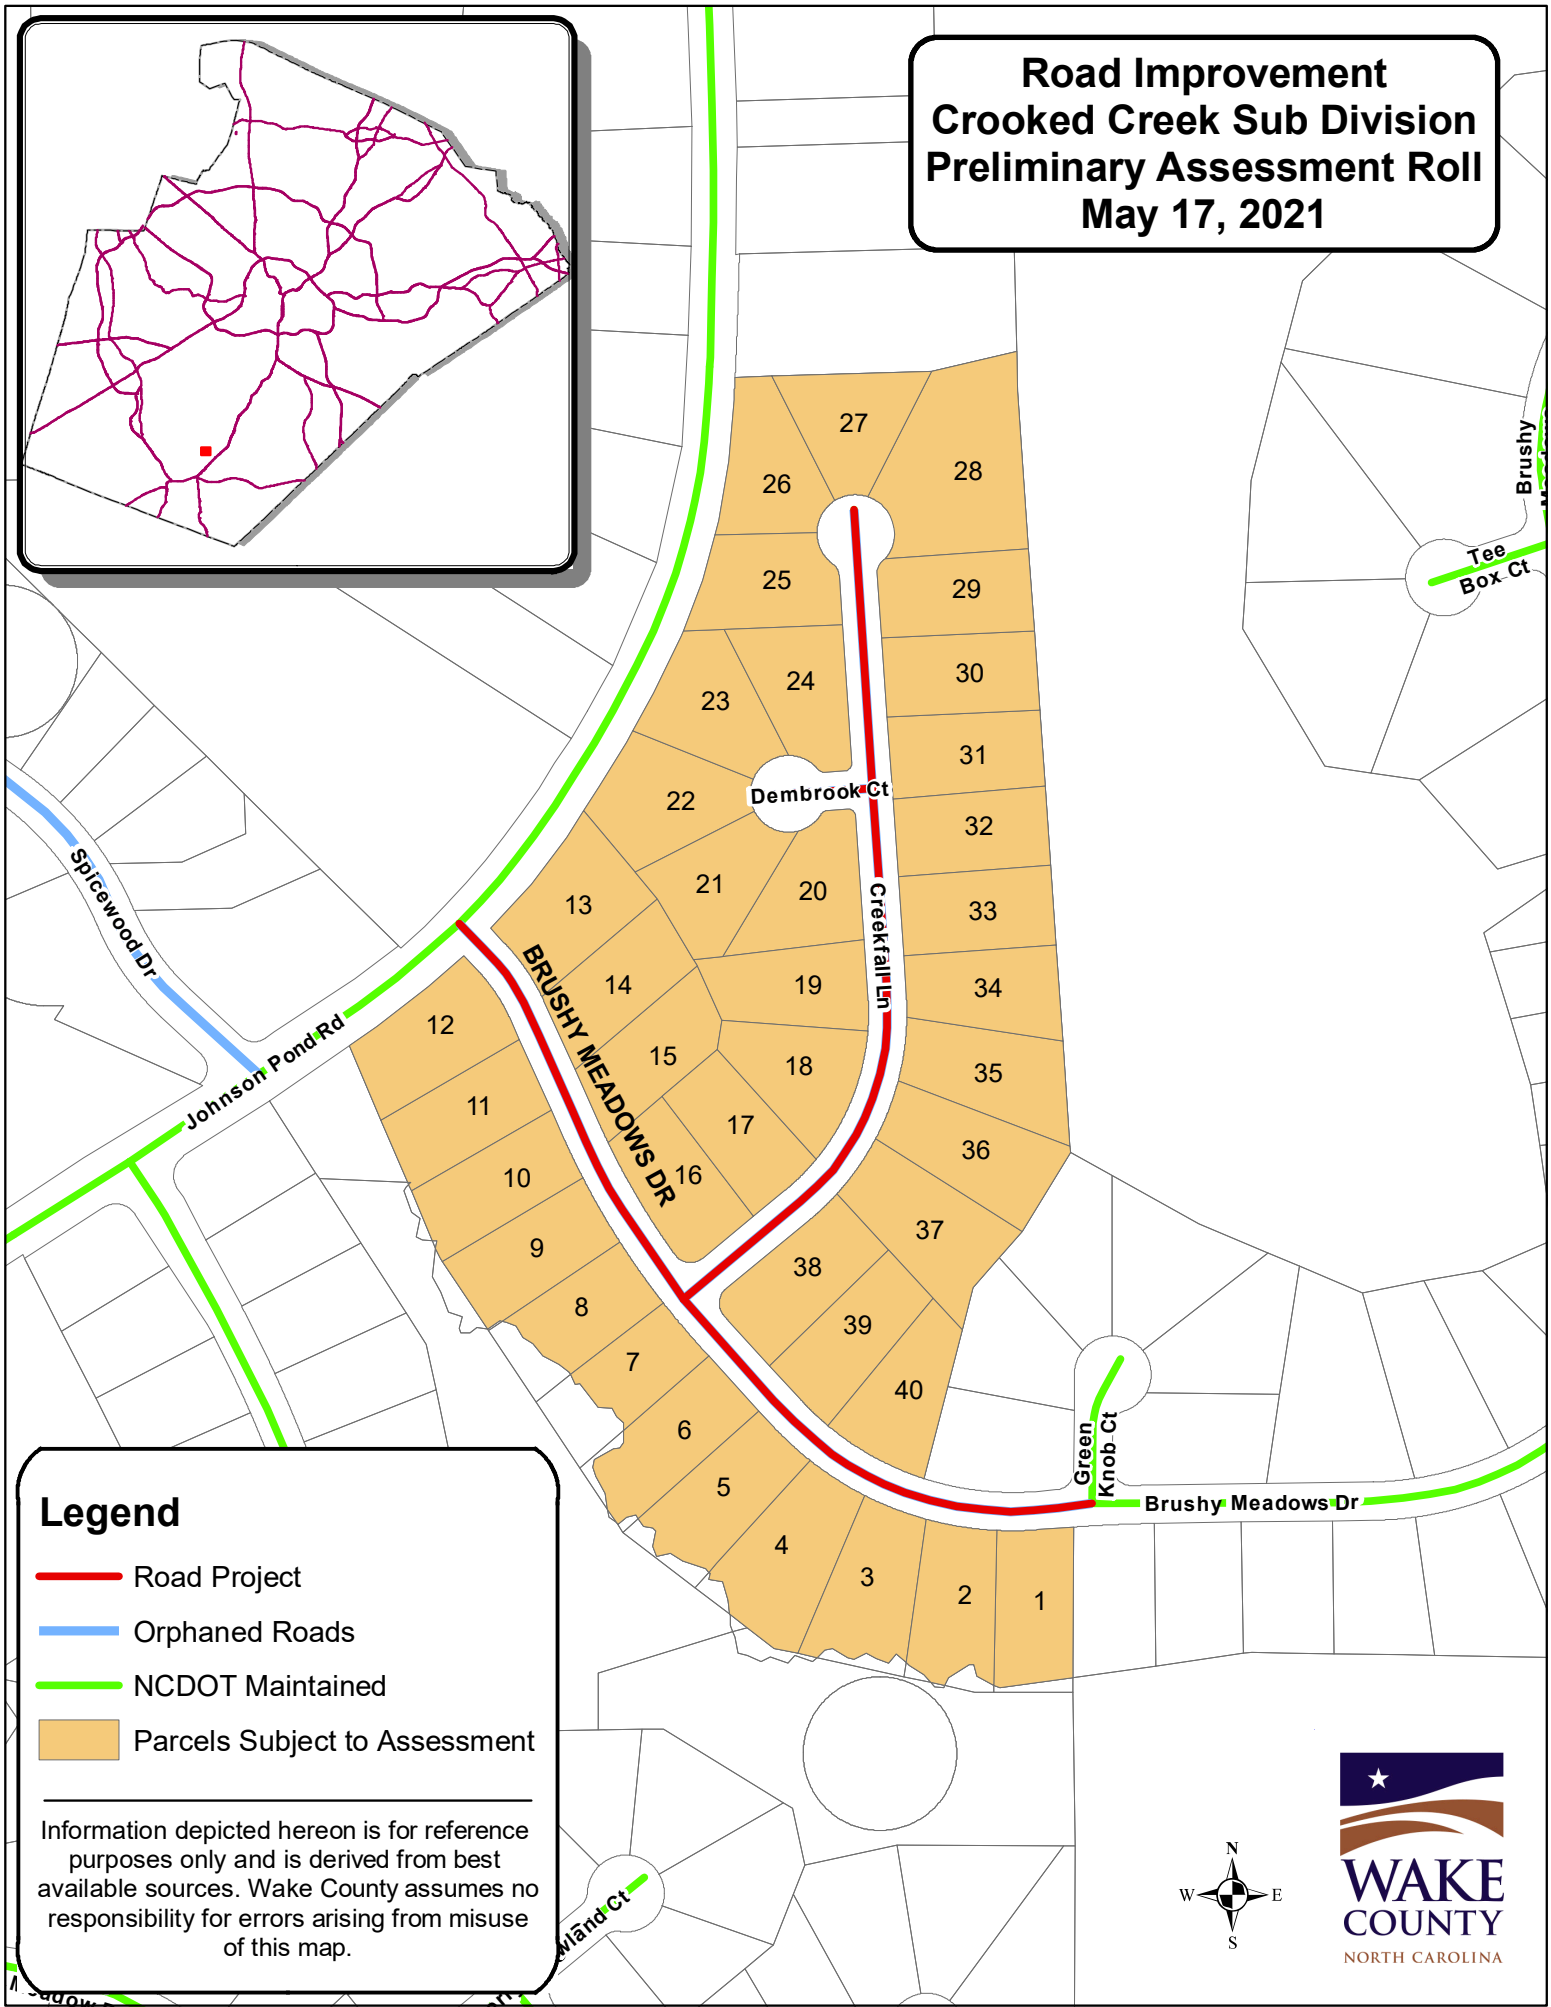 Road Improvement
Crooked Creek Sub Division
Preliminary Assessment Roll
May 17, 2021
27
28
26
25
29
24
30
23
31
22
Dembrook Ct
32
21
20
13
33
Creekfall Ln
14
19
34
12
15
18
35
11
17
36
10
16
BRUSHY MEADOWS DR
37
9
38
8
39
7
40
6
5
4
3
2
1
Brushy
Tee
Box Ct
Spicewood Dr
Johnson Pond Rd
Green
Knob Ct
Brushy Meadows Dr
Legend
Road Project
Orphaned Roads
NCDOT Maintained
Parcels Subject to Assessment
Information depicted hereon is for reference
purposes only and is derived from best
available sources. Wake County assumes no
responsibility for errors arising from misuse
of this map.
N
W E
S
WAKE
COUNTY
NORTH CAROLINA